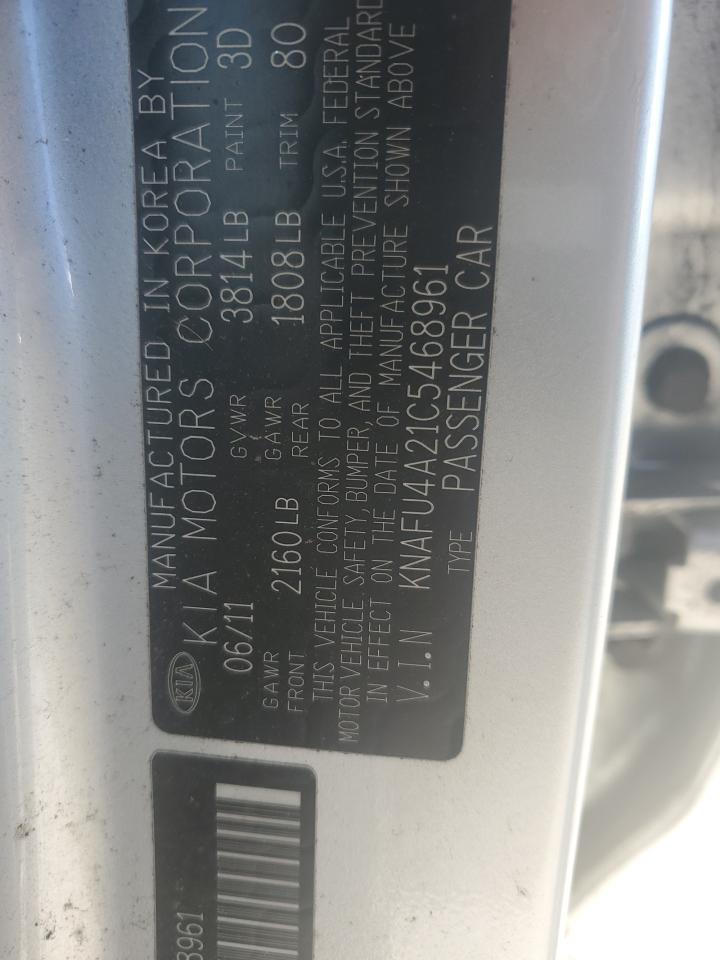 MANUFACTURED IN KOREA BY
KIA KIA MOTORS CORPORATION
06/11 GVWR 3814LB PAINT 3D
GAWR FRONT 2160LB GAWR REAR 1808LB TRIM 80
THIS VEHICLE CONFORMS TO ALL APPLICABLE U.S.A. FEDERAL
MOTOR VEHICLE SAFETY, BUMPER, AND THEFT PREVENTION STANDARD
IN EFFECT ON THE DATE OF MANUFACTURE SHOWN ABOVE
V.I.N KNAFU4A21C5468961
TYPE PASSENGER CAR
8961